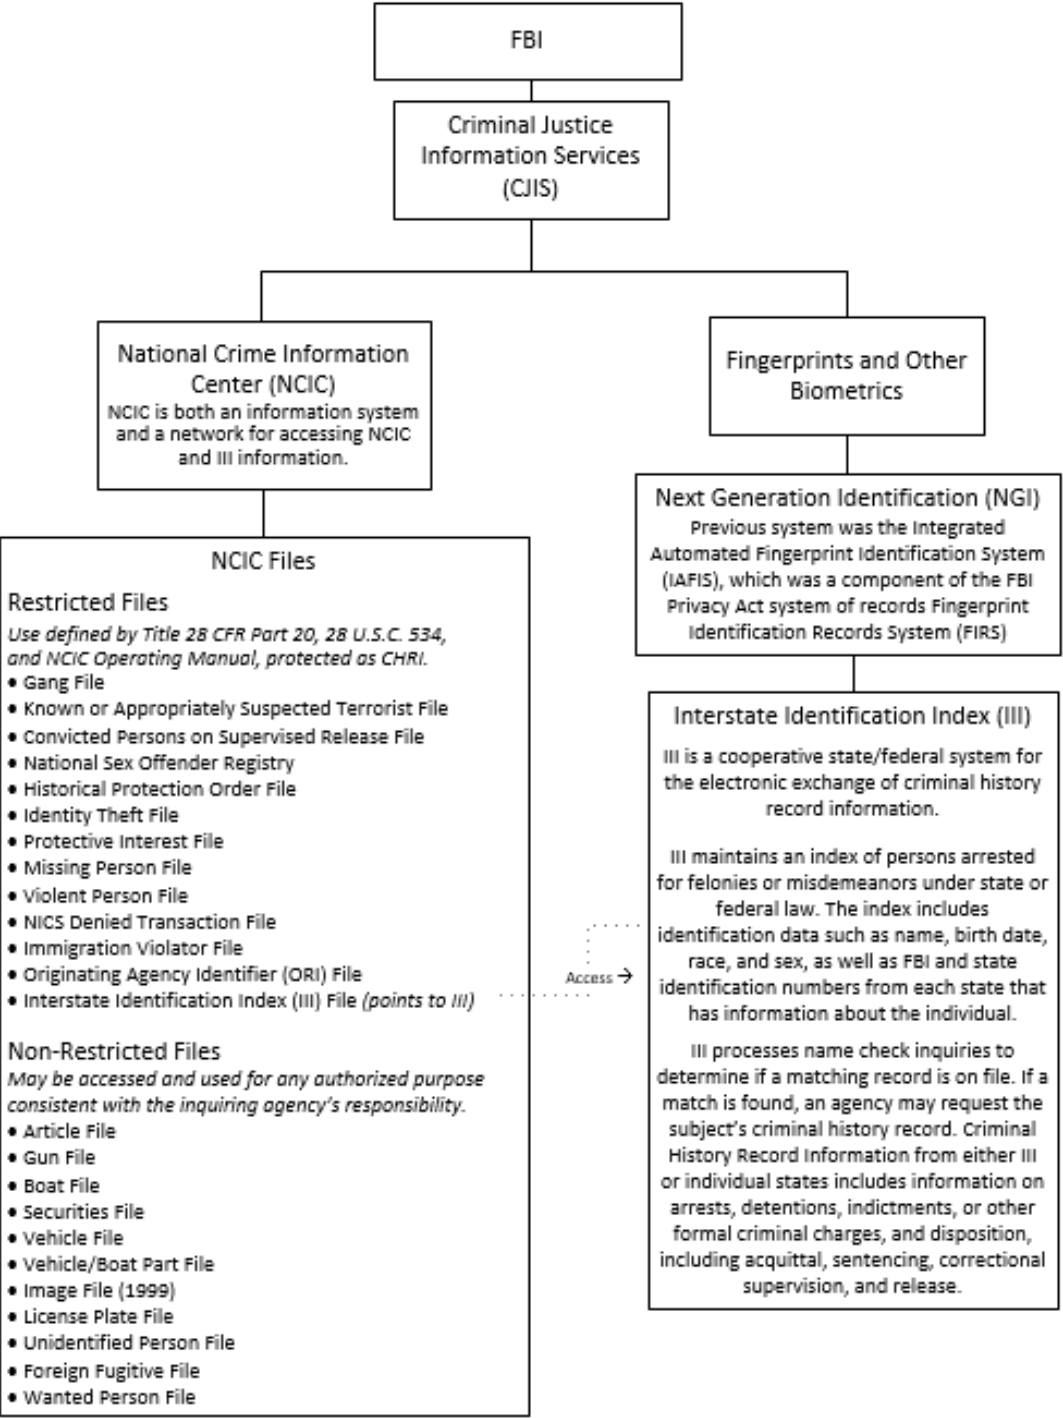 FBI
Criminal Justice
Information Services
(CJIS)
National Crime Information
Center (NCIC)
NCIC is both an information system
and a network for accessing NCIC
and III information.
Fingerprints and Other
Biometrics
Next Generation Identification (NGI)
Previous system was the Integrated
Automated Fingerprint Identification System
(IAFIS), which was a component of the FBI
Privacy Act system of records Fingerprint
Identification Records System (FIRS)
NCIC Files
Restricted Files
Use defined by Title 28 CFR Part 20, 28 U.S.C. 534,
and NCIC Operating Manual, protected as CHRI.
• Gang File
• Known or Appropriately Suspected Terrorist File
• Convicted Persons on Supervised Release File
• National Sex Offender Registry
• Historical Protection Order File
• Identity Theft File
• Protective Interest File
• Missing Person File
• Violent Person File
• NICS Denied Transaction File
• Immigration Violator File
• Originating Agency Identifier (ORI) File
• Interstate Identification Index (III) File (points to III)
Non-Restricted Files
May be accessed and used for any authorized purpose
consistent with the inquiring agency's responsibility.
• Article File
• Gun File
• Boat File
• Securities File
• Vehicle File
• Vehicle/Boat Part File
• Image File (1999)
• License Plate File
• Unidentified Person File
• Foreign Fugitive File
• Wanted Person File
Access →
Interstate Identification Index (III)
III is a cooperative state/federal system for
the electronic exchange of criminal history
record information.
III maintains an index of persons arrested
for felonies or misdemeanors under state or
federal law. The index includes
identification data such as name, birth date,
race, and sex, as well as FBI and state
identification numbers from each state that
has information about the individual.
III processes name check inquiries to
determine if a matching record is on file. If a
match is found, an agency may request the
subject's criminal history record. Criminal
History Record Information from either III
or individual states includes information on
arrests, detentions, indictments, or other
formal criminal charges, and disposition,
including acquittal, sentencing, correctional
supervision, and release.